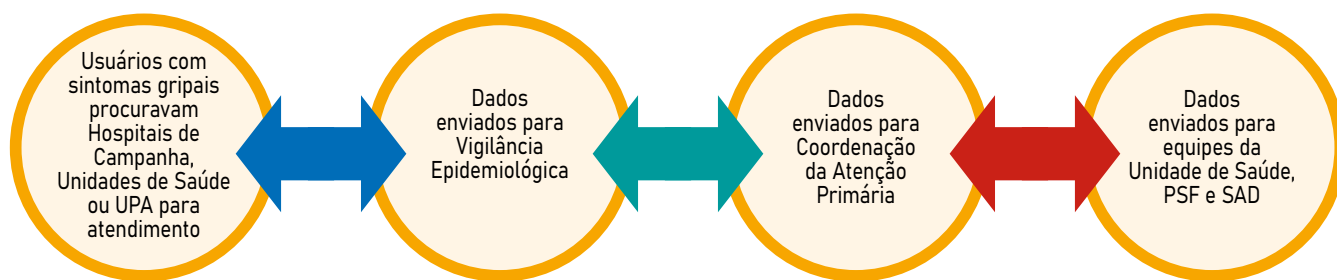 Usuários com
sintomas gripais
procuravam
Hospitais de
Campanha,
Unidades de Saúde
ou UPA para
atendimento
Dados
enviados para
Vigilância
Epidemiológica
Dados
enviados para
Coordenação
da Atenção
Primária
Dados
enviados para
equipes da
Unidade de Saúde,
PSF e SAD